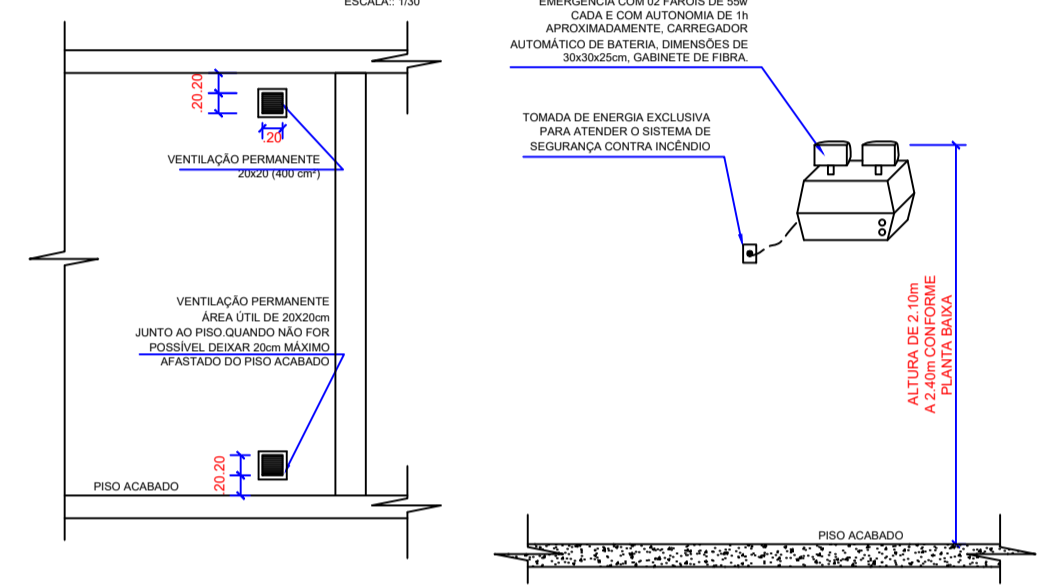 ESCALA:: 1/30
.20.20
.20
VENTILAÇÃO PERMANENTE
20x20 (400 cm²)
VENTILAÇÃO PERMANENTE
ÁREA ÚTIL DE 20X20cm
JUNTO AO PISO.QUANDO NÃO FOR
POSSÍVEL DEIXAR 20cm MÁXIMO
AFASTADO DO PISO ACABADO
.20.20
PISO ACABADO
EMERGÊNCIA COM 02 FARÓIS DE 55w
CADA E COM AUTONOMIA DE 1h
APROXIMADAMENTE, CARREGADOR
AUTOMÁTICO DE BATERIA, DIMENSÕES DE
30x30x25cm, GABINETE DE FIBRA.
TOMADA DE ENERGIA EXCLUSIVA
PARA ATENDER O SISTEMA DE
SEGURANÇA CONTRA INCÊNDIO
ALTURA DE 2.10m
A 2.40m CONFORME
PLANTA BAIXA
PISO ACABADO